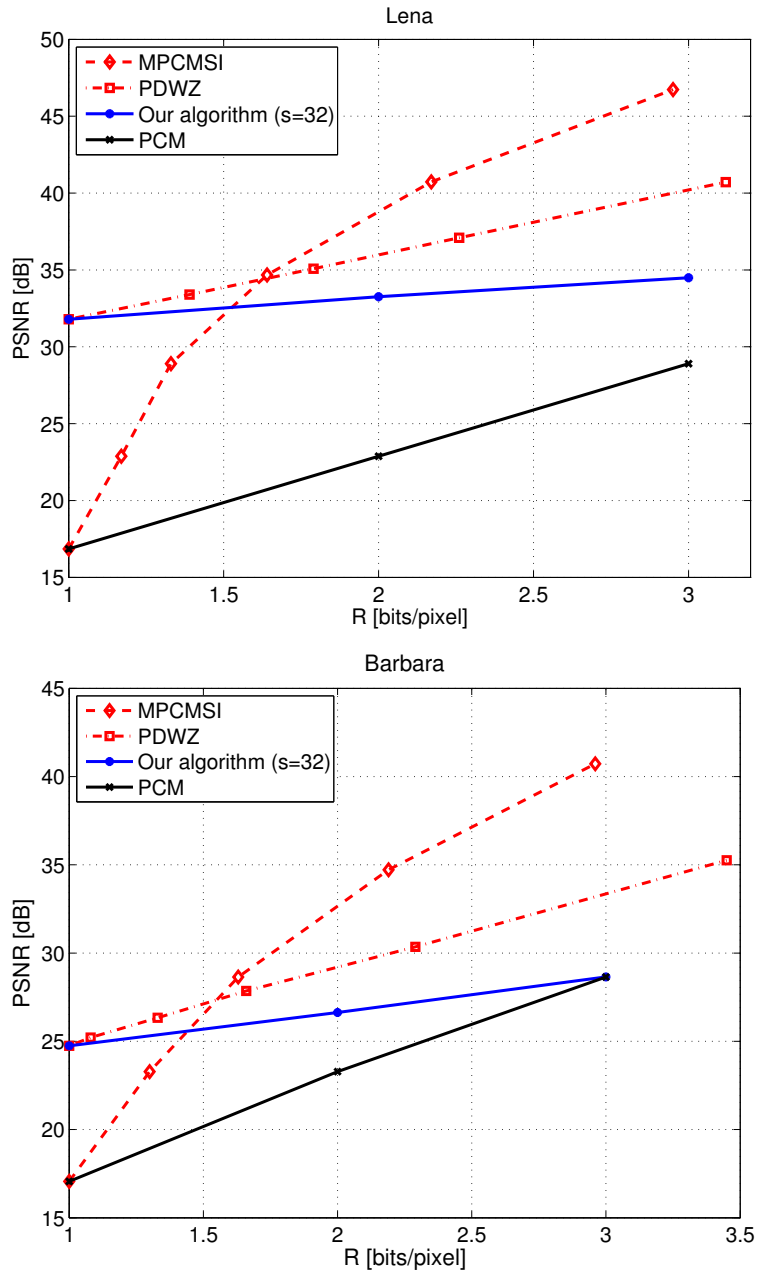 Lena
50
45
40
35
30
25
20
15
PSNR [dB]
MPCMSI
PDWZ
Our algorithm (s=32)
PCM
1
1.5
2
2.5
3
R [bits/pixel]
Barbara
45
40
35
30
25
20
15
PSNR [dB]
MPCMSI
PDWZ
Our algorithm (s=32)
PCM
1
1.5
2
2.5
3
3.5
R [bits/pixel]